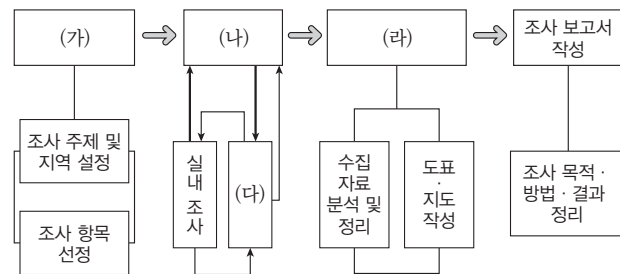 (가)
(나)
(라)
조사 보고서
작성
조사 주제 및
지역 설정
조사 항목
선정
실
내
조
사
(다)
수집
자료
분석 및
정리
도표
·
지도
작성
조사 목적·
방법·결과
정리